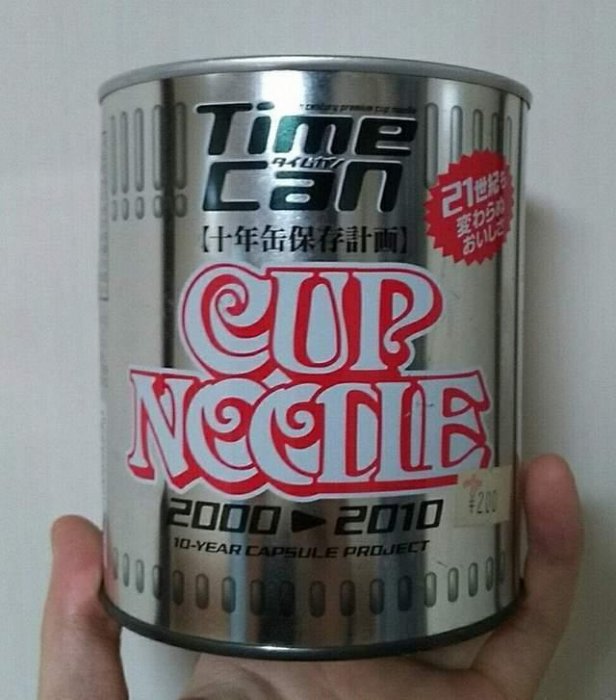 Time
タイムカン
Can
【十年缶保存計画】
21世紀も
変わらぬ
おいしさ
CUP
NOODLE
¥200
2000▶2010
10-YEAR CAPSULE PROJECT